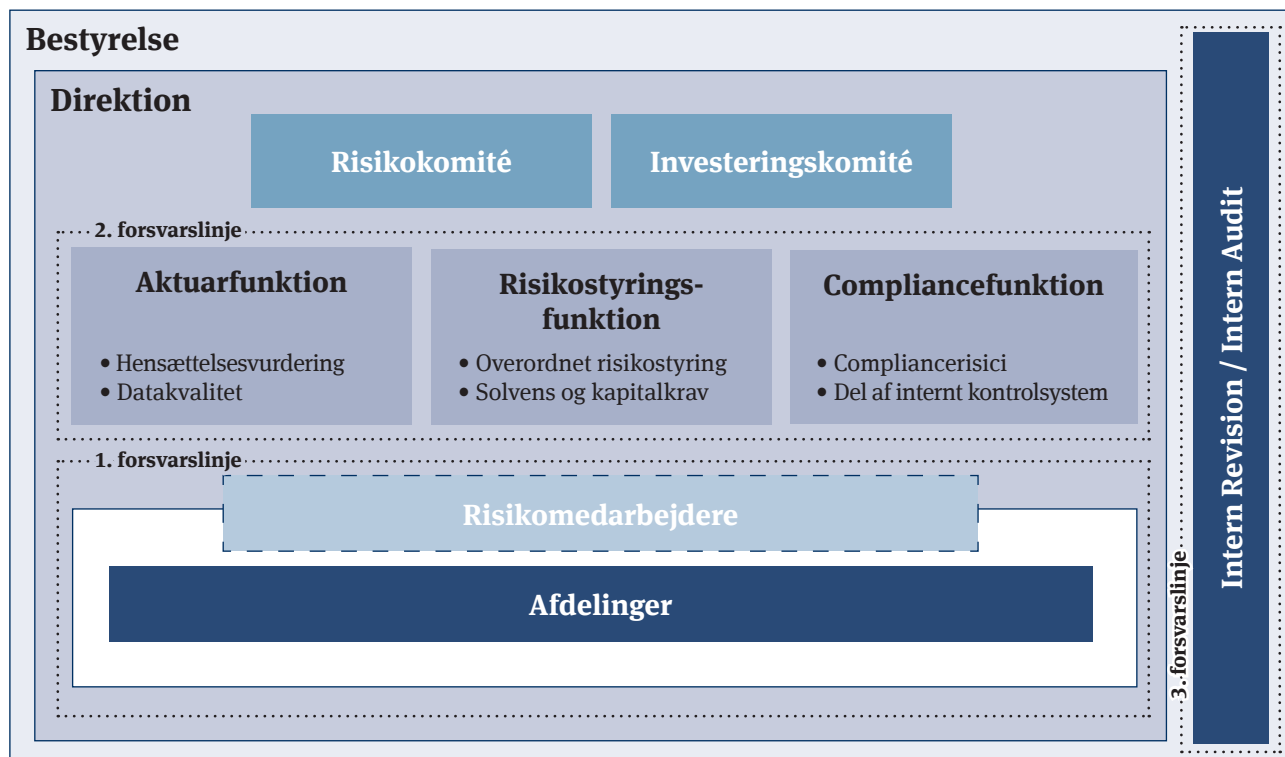 Bestyrelse
Direktion
Risikokomité
Investeringskomité
2. forsvarslinje
Aktuarfunktion
• Hensættelsesvurdering
• Datakvalitet
Risikostyrings-
funktion
• Overordnet risikostyring
• Solvens og kapitalkrav
Compliancefunktion
• Compliancerisici
• Del af internt kontrolsystem
1. forsvarslinje
Risikomedarbejdere
Afdelinger
3. forsvarslinje
Intern Revision / Intern Audit